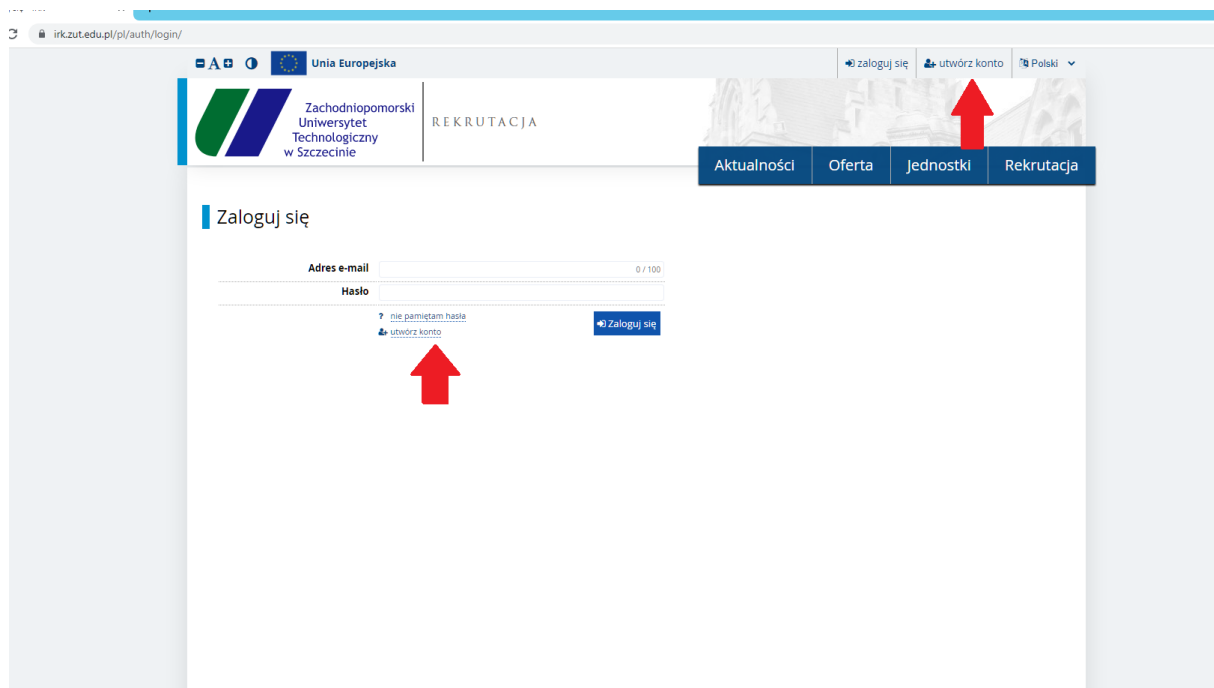 irk.zut.edu.pl/pl/auth/login/
A Unia Europejska zaloguj się utwórz konto Polski
Zachodniopomorski
Uniwersytet
Technologiczny
w Szczecinie
REKRUTACJA
Aktualności Oferta Jednostki Rekrutacja
Zaloguj się
Adres e-mail 0 / 100
Hasło
? nie pamiętam hasła
utwórz konto
Zaloguj się